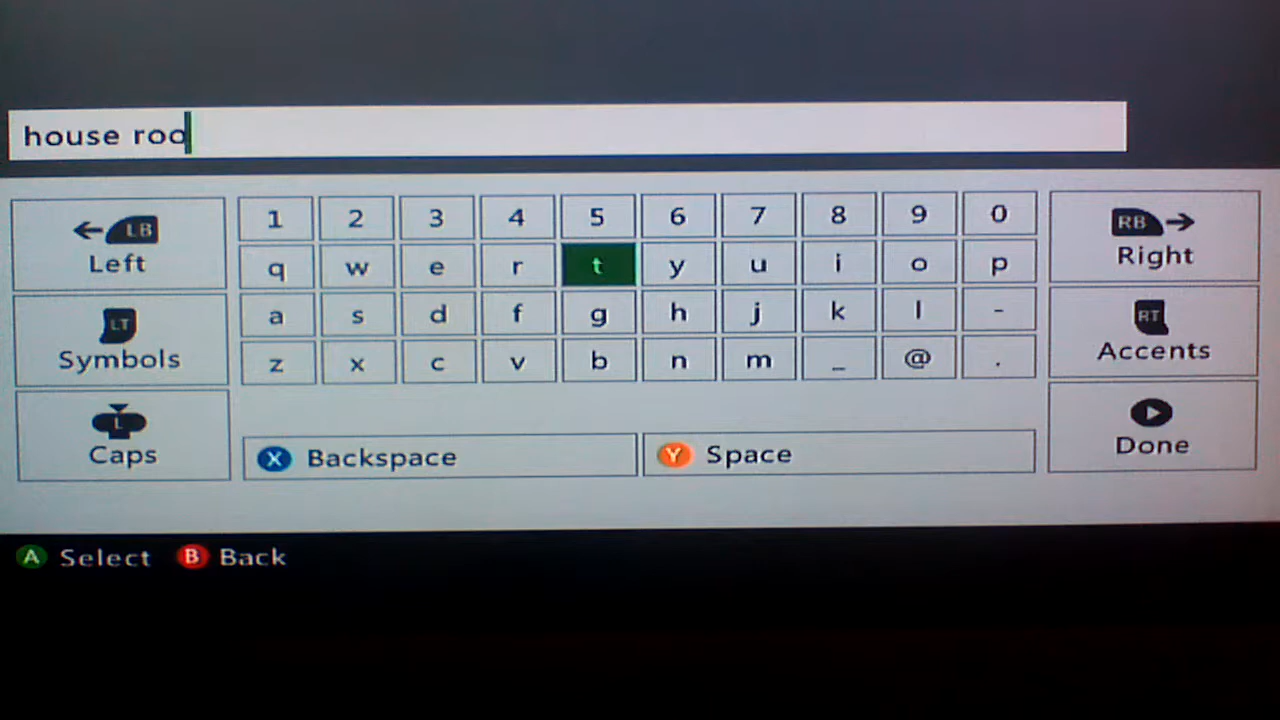 house roo
LB
Left
1 2 3 4 5 6 7 8 9 0
RB
Right
q w e r t y u i o p
LT
Symbols
a s d f g h j k l -
RT
Accents
z x c v b n m _ @ .
L
Caps
X Backspace
Y Space
Done
A Select B Back